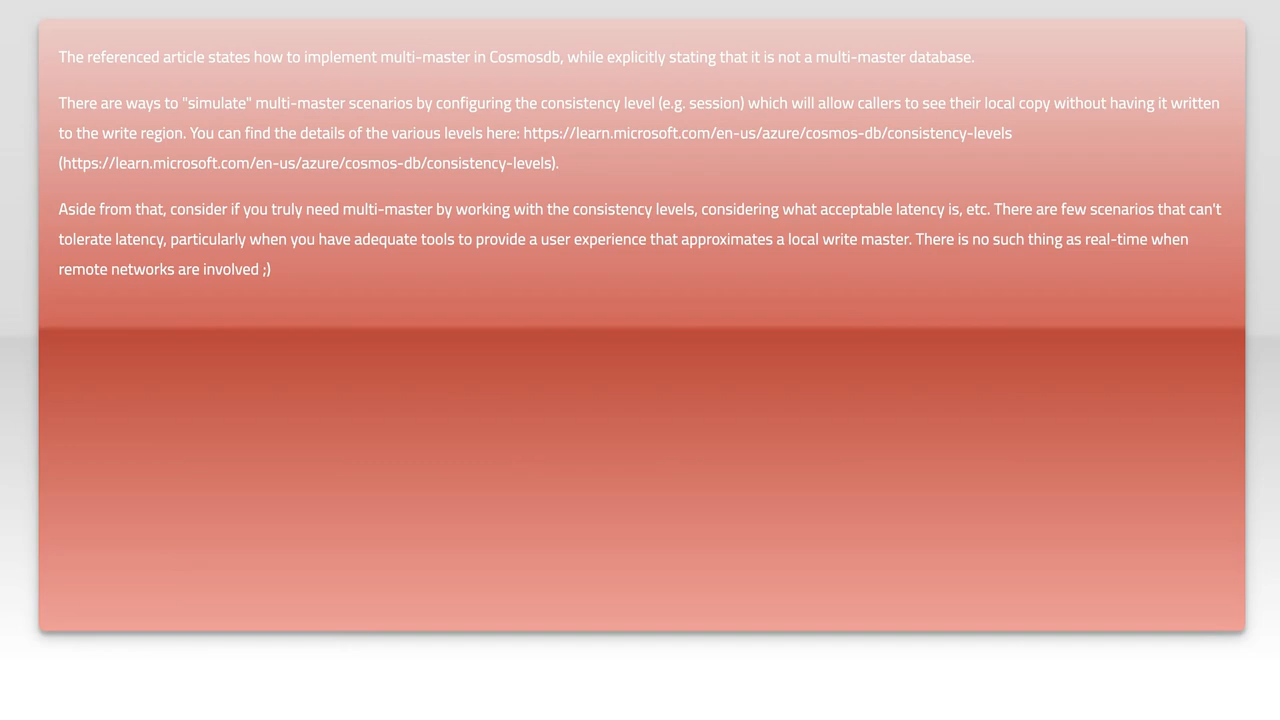 The referenced article states how to implement multi-master in Cosmosdb, while explicitly stating that it is not a multi-master database.
There are ways to "simulate" multi-master scenarios by configuring the consistency level (e.g. session) which will allow callers to see their local copy without having it written
to the write region. You can find the details of the various levels here: https://learn.microsoft.com/en-us/azure/cosmos-db/consistency-levels
(https://learn.microsoft.com/en-us/azure/cosmos-db/consistency-levels).
Aside from that, consider if you truly need multi-master by working with the consistency levels, considering what acceptable latency is, etc. There are few scenarios that can't
tolerate latency, particularly when you have adequate tools to provide a user experience that approximates a local write master. There is no such thing as real-time when
remote networks are involved ;)